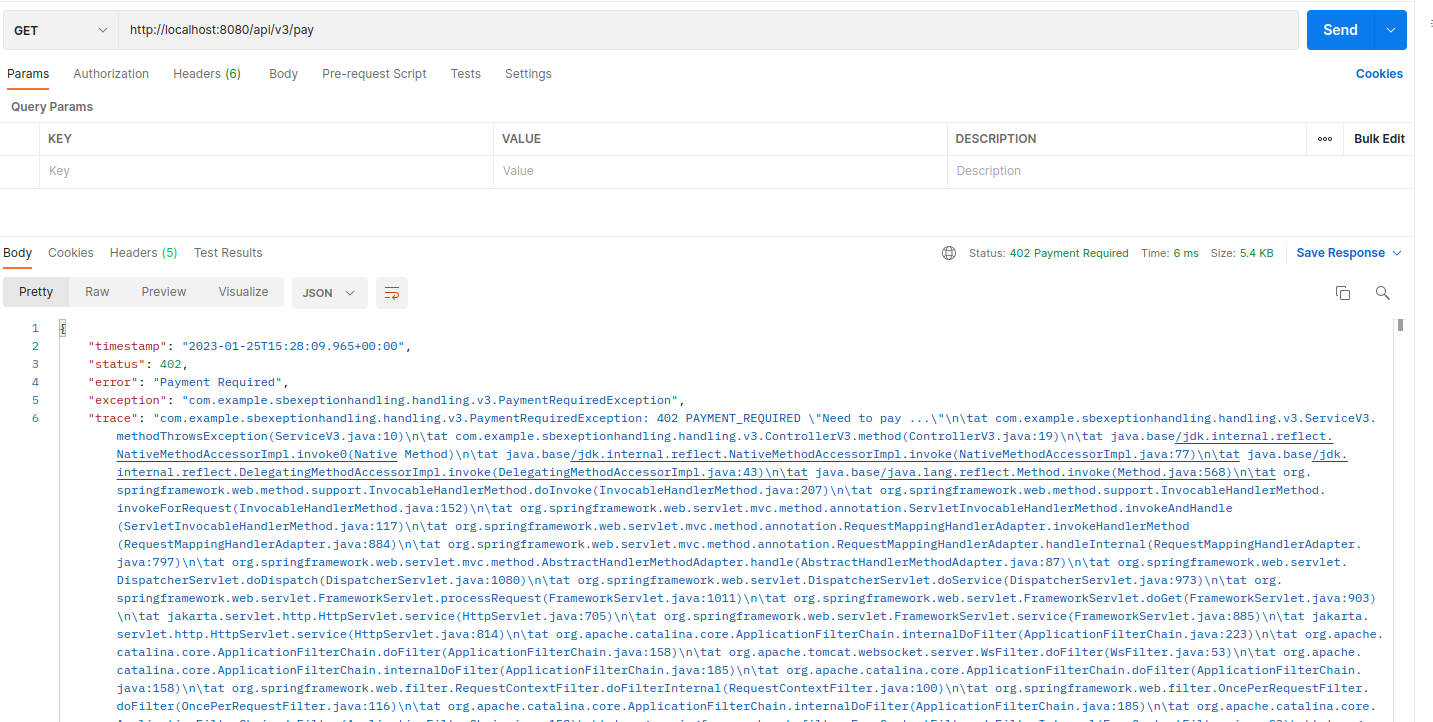 GET http://localhost:8080/api/v3/pay Send
Params Authorization Headers (6) Body Pre-request Script Tests Settings Cookies
Query Params
KEY VALUE DESCRIPTION ooo Bulk Edit
Key Value Description
Body Cookies Headers (5) Test Results Status: 402 Payment Required Time: 6 ms Size: 5.4 KB Save Response
Pretty Raw Preview Visualize JSON
1 {
2 "timestamp": "2023-01-25T15:28:09.965+00:00",
3 "status": 402,
4 "error": "Payment Required",
5 "exception": "com.example.sbexeptionhandling.handling.v3.PaymentRequiredException",
6 "trace": "com.example.sbexeptionhandling.handling.v3.PaymentRequiredException: 402 PAYMENT_REQUIRED \"Need to pay ...\"\n\tat com.example.sbexeptionhandling.handling.v3.ServiceV3.
methodThrowsException(ServiceV3.java:10)\n\tat com.example.sbexeptionhandling.handling.v3.ControllerV3.method(ControllerV3.java:19)\n\tat java.base/jdk.internal.reflect.
NativeMethodAccessorImpl.invoke0(Native Method)\n\tat java.base/jdk.internal.reflect.NativeMethodAccessorImpl.invoke(NativeMethodAccessorImpl.java:77)\n\tat java.base/jdk.
internal.reflect.DelegatingMethodAccessorImpl.invoke(DelegatingMethodAccessorImpl.java:43)\n\tat java.base/java.lang.reflect.Method.invoke(Method.java:568)\n\tat org.
springframework.web.method.support.InvocableHandlerMethod.doInvoke(InvocableHandlerMethod.java:207)\n\tat org.springframework.web.method.support.InvocableHandlerMethod.
invokeForRequest(InvocableHandlerMethod.java:152)\n\tat org.springframework.web.servlet.mvc.method.annotation.ServletInvocableHandlerMethod.invokeAndHandle
(ServletInvocableHandlerMethod.java:117)\n\tat org.springframework.web.servlet.mvc.method.annotation.RequestMappingHandlerAdapter.invokeHandlerMethod
(RequestMappingHandlerAdapter.java:884)\n\tat org.springframework.web.servlet.mvc.method.annotation.RequestMappingHandlerAdapter.handleInternal(RequestMappingHandlerAdapter.
java:797)\n\tat org.springframework.web.servlet.mvc.method.AbstractHandlerMethodAdapter.handle(AbstractHandlerMethodAdapter.java:87)\n\tat org.springframework.web.servlet.
DispatcherServlet.doDispatch(DispatcherServlet.java:1080)\n\tat org.springframework.web.servlet.DispatcherServlet.doService(DispatcherServlet.java:973)\n\tat org.
springframework.web.servlet.FrameworkServlet.processRequest(FrameworkServlet.java:1011)\n\tat org.springframework.web.servlet.FrameworkServlet.doGet(FrameworkServlet.java:903)
\n\tat jakarta.servlet.http.HttpServlet.service(HttpServlet.java:705)\n\tat org.springframework.web.servlet.FrameworkServlet.service(FrameworkServlet.java:885)\n\tat jakarta.
servlet.http.HttpServlet.service(HttpServlet.java:814)\n\tat org.apache.catalina.core.ApplicationFilterChain.internalDoFilter(ApplicationFilterChain.java:223)\n\tat org.apache.
catalina.core.ApplicationFilterChain.doFilter(ApplicationFilterChain.java:158)\n\tat org.apache.tomcat.websocket.server.WsFilter.doFilter(WsFilter.java:53)\n\tat org.apache.
catalina.core.ApplicationFilterChain.internalDoFilter(ApplicationFilterChain.java:185)\n\tat org.apache.catalina.core.ApplicationFilterChain.doFilter(ApplicationFilterChain.
java:158)\n\tat org.springframework.web.filter.RequestContextFilter.doFilterInternal(RequestContextFilter.java:100)\n\tat org.springframework.web.filter.OncePerRequestFilter.
doFilter(OncePerRequestFilter.java:116)\n\tat org.apache.catalina.core.ApplicationFilterChain.internalDoFilter(ApplicationFilterChain.java:185)\n\tat org.apache.catalina.core.